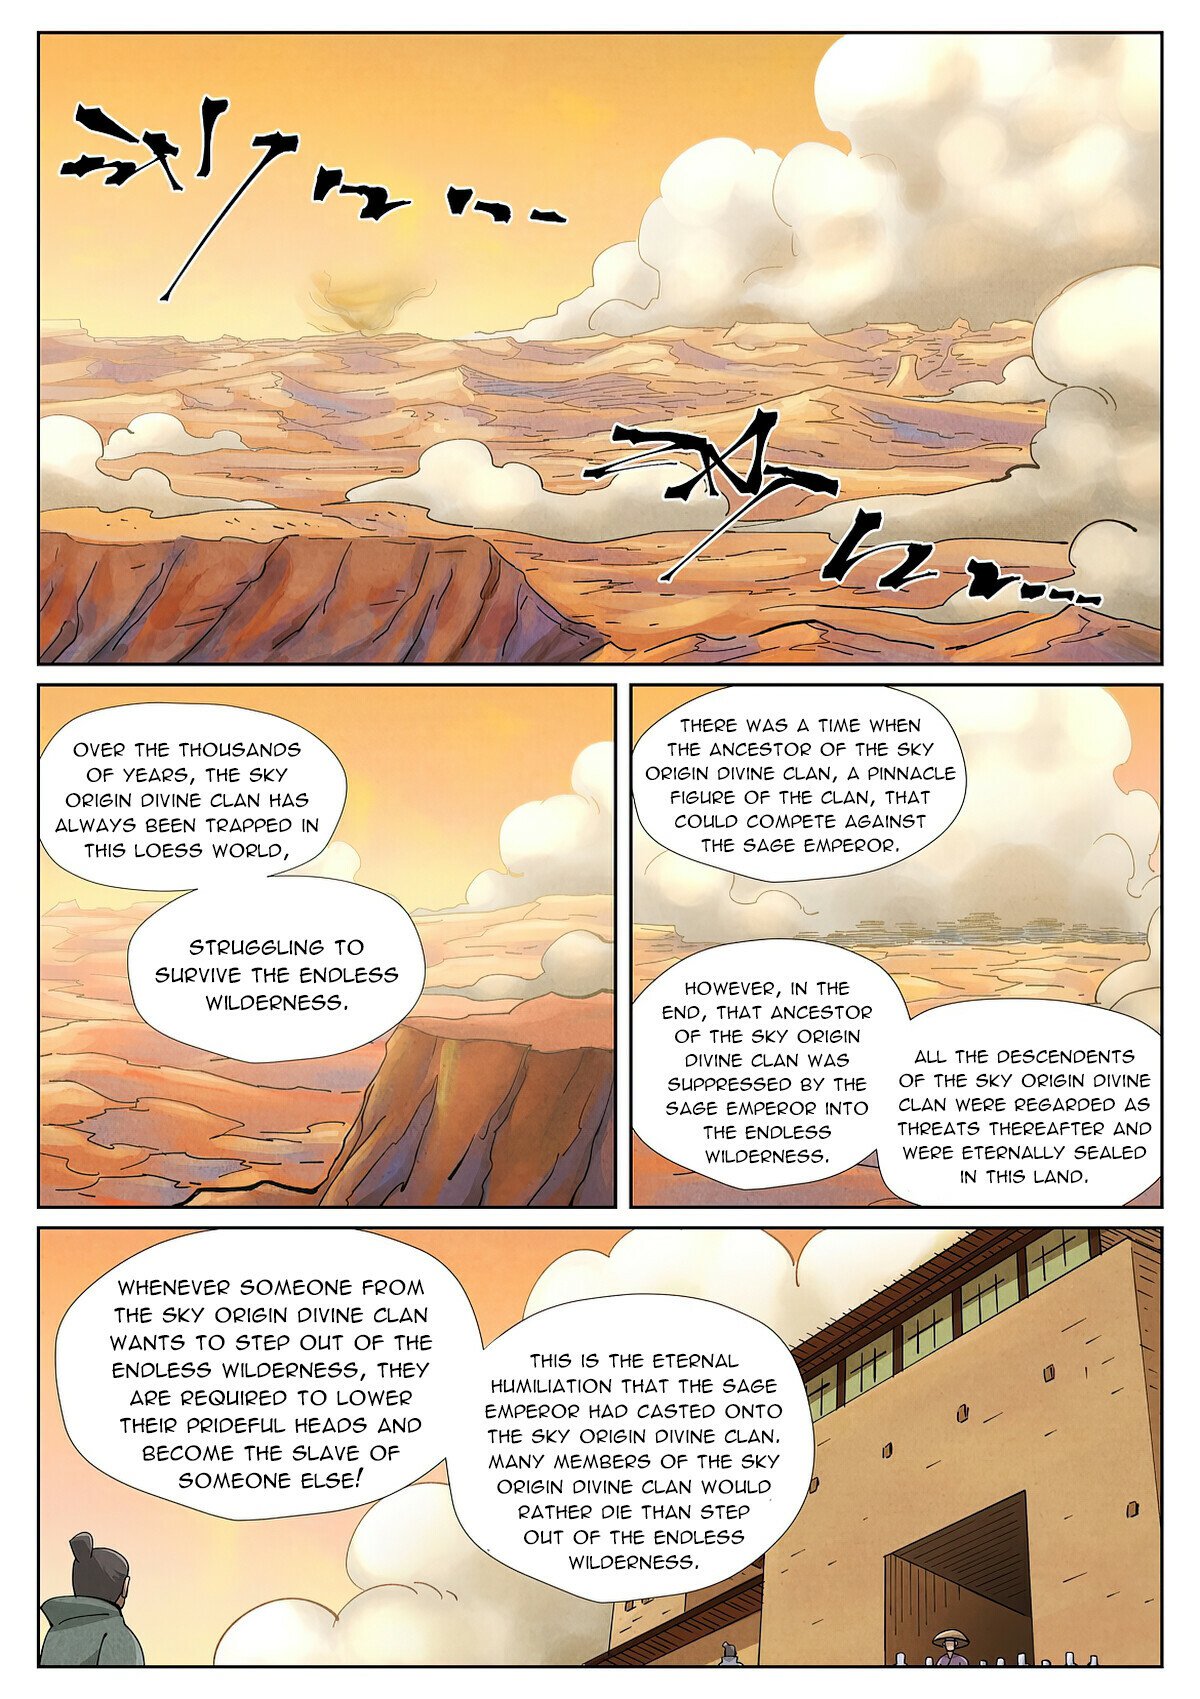 OVER THE THOUSANDS
OF YEARS, THE SKY
ORIGIN DIVINE CLAN HAS
ALWAYS BEEN TRAPPED IN
THIS LOESS WORLD,
STRUGGLING TO
SURVIVE THE ENDLESS
WILDERNESS.
THERE WAS A TIME WHEN
THE ANCESTOR OF THE SKY
ORIGIN DIVINE CLAN, A PINNACLE
FIGURE OF THE CLAN, THAT
COULD COMPETE AGAINST
THE SAGE EMPEROR.
HOWEVER, IN THE
END, THAT ANCESTOR
OF THE SKY ORIGIN
DIVINE CLAN WAS
SUPPRESSED BY THE
SAGE EMPEROR INTO
THE ENDLESS
WILDERNESS.
ALL THE DESCENDENTS
OF THE SKY ORIGIN DIVINE
CLAN WERE REGARDED AS
THREATS THEREAFTER AND
WERE ETERNALLY SEALED
IN THIS LAND.
WHENEVER SOMEONE FROM
THE SKY ORIGIN DIVINE CLAN
WANTS TO STEP OUT OF THE
ENDLESS WILDERNESS, THEY
ARE REQUIRED TO LOWER
THEIR PRIDEFUL HEADS AND
BECOME THE SLAVE OF
SOMEONE ELSE!
THIS IS THE ETERNAL
HUMILIATION THAT THE SAGE
EMPEROR HAD CASTED ONTO
THE SKY ORIGIN DIVINE CLAN.
MANY MEMBERS OF THE SKY
ORIGIN DIVINE CLAN WOULD
RATHER DIE THAN STEP
OUT OF THE ENDLESS
WILDERNESS.